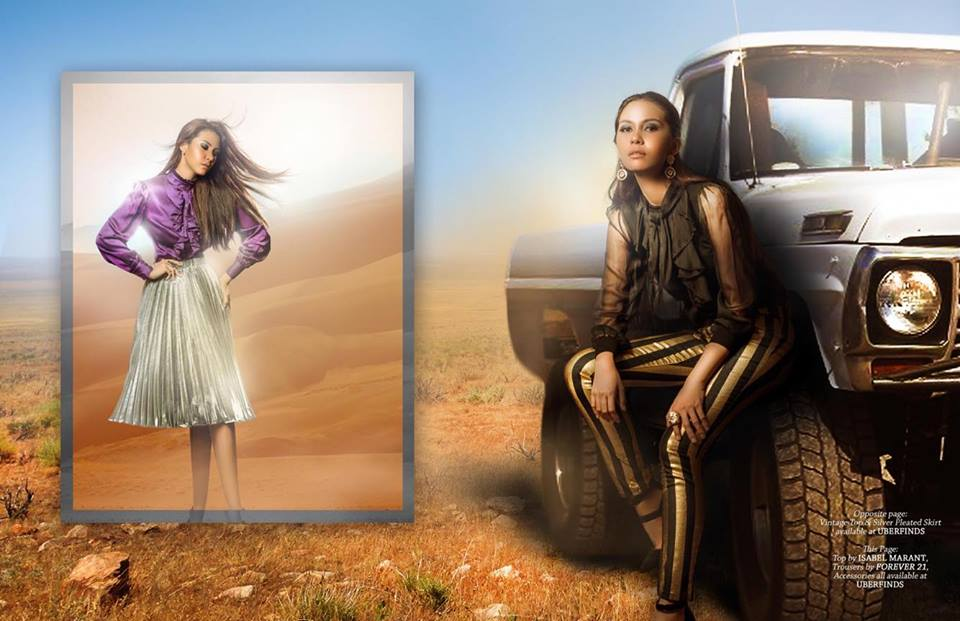 Opposite page:
Vintage Top & Silver Pleated Skirt
available at UBERFINDS
This Page:
Top by ISABEL MARANT,
Trousers by FOREVER 21,
Accessories all available at
UBERFINDS